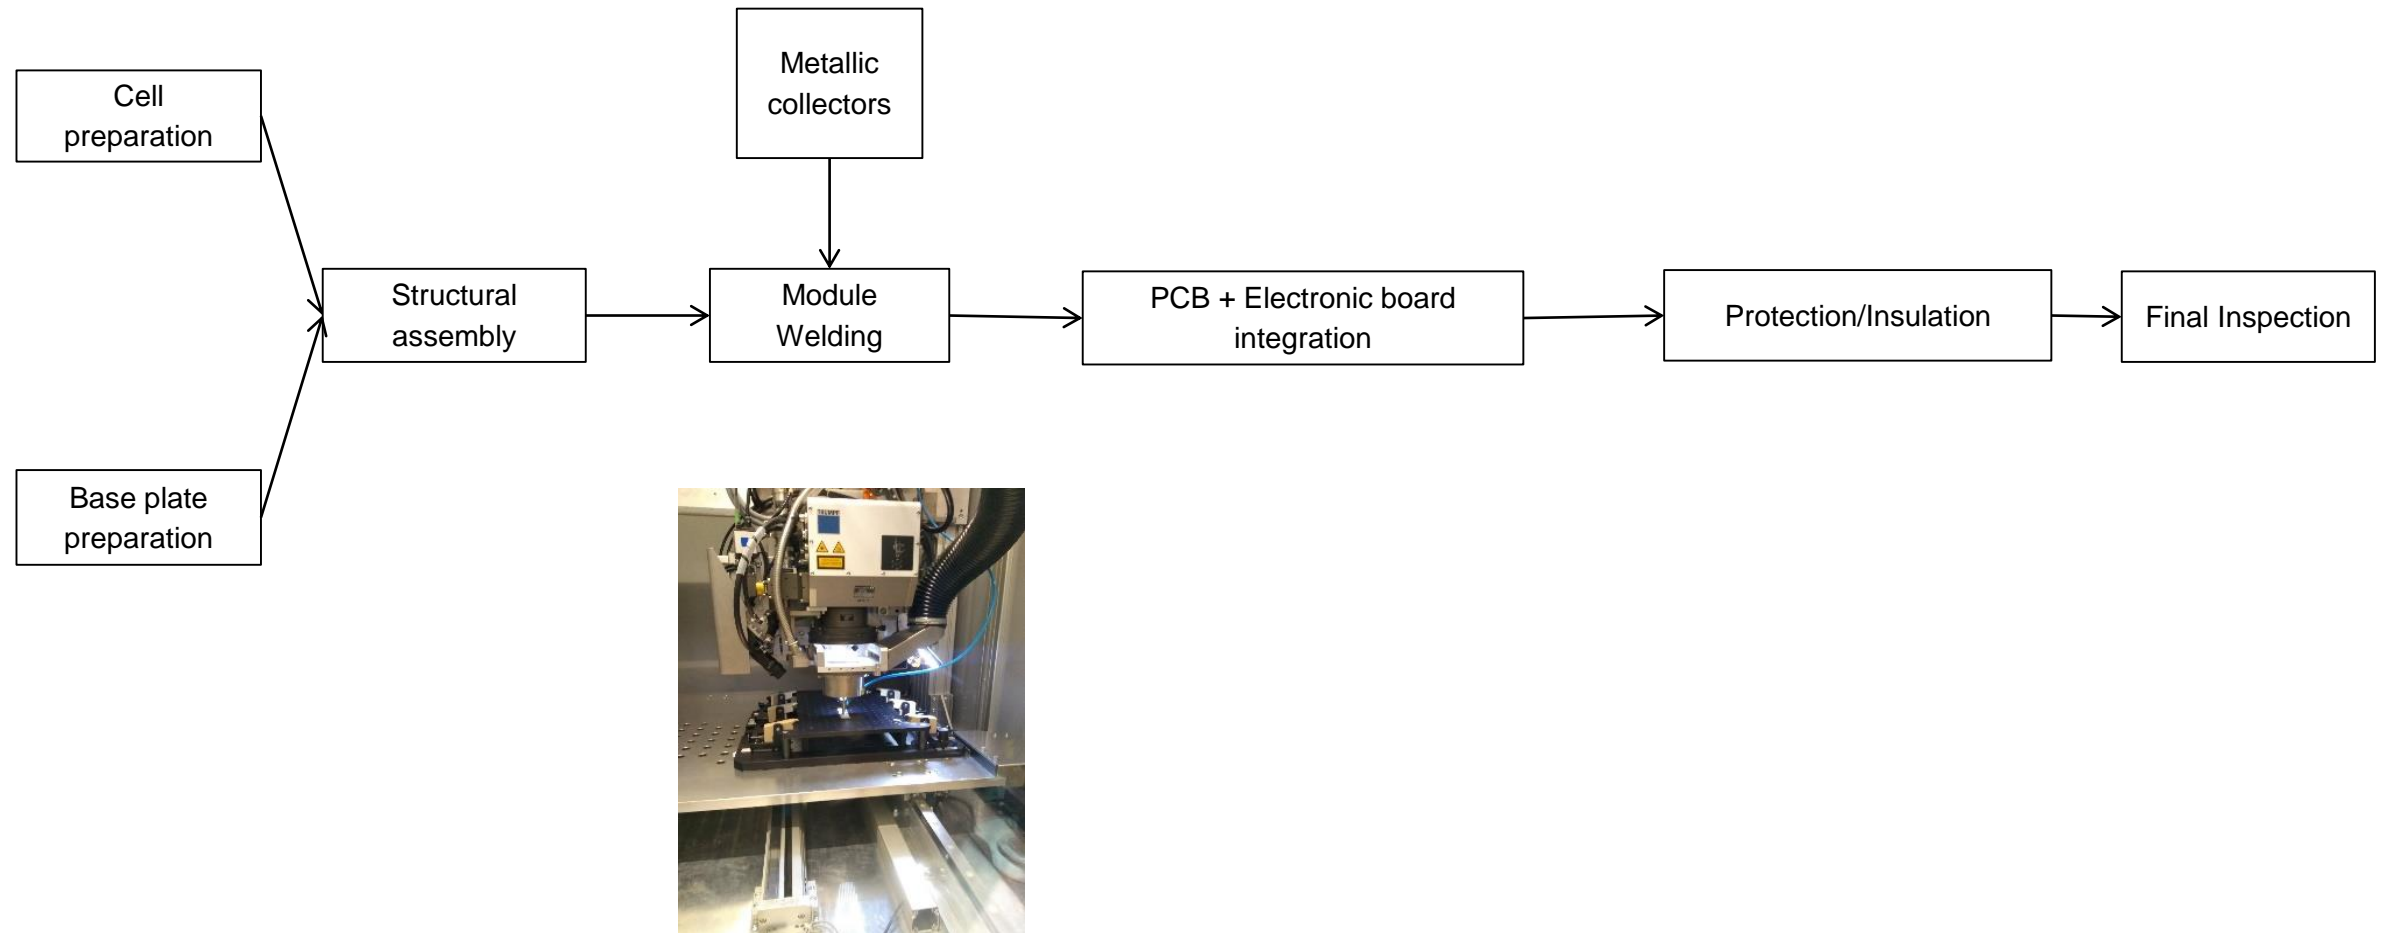 Metallic
collectors
Cell
preparation
Structural
assembly
Module
Welding
PCB + Electronic board
integration
Protection/Insulation
Final Inspection
Base plate
preparation